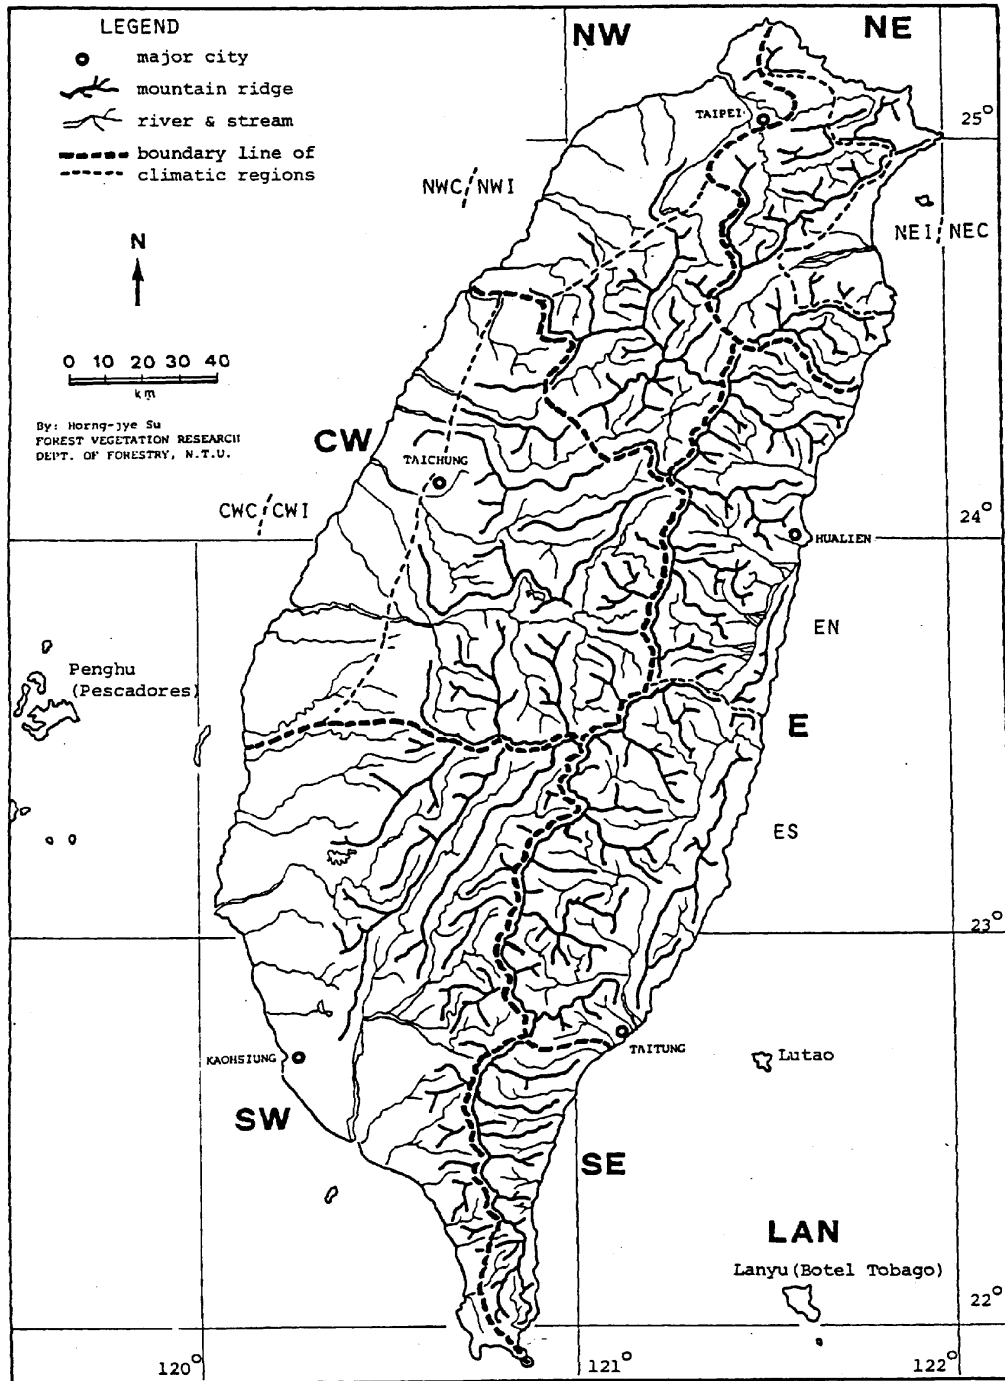 LEGEND
major city
mountain ridge
river & stream
boundary line of
climatic regions
N
0 10 20 30 40
km
By: Horng-jye Su
FOREST VEGETATION RESEARCH
DEPT. OF FORESTRY, N.T.U.
NW
NE
TAIPEI
25°
NWC/NWI
NEI/NEC
CW
TAICHUNG
CWC/CWI
24°
HUALIEN
EN
Penghu
(Pescadores)
E
ES
23°
KAOHSIUNG
TAITUNG
Lutao
SW
SE
LAN
Lanyu(Botel Tobago)
22°
120°
121°
122°